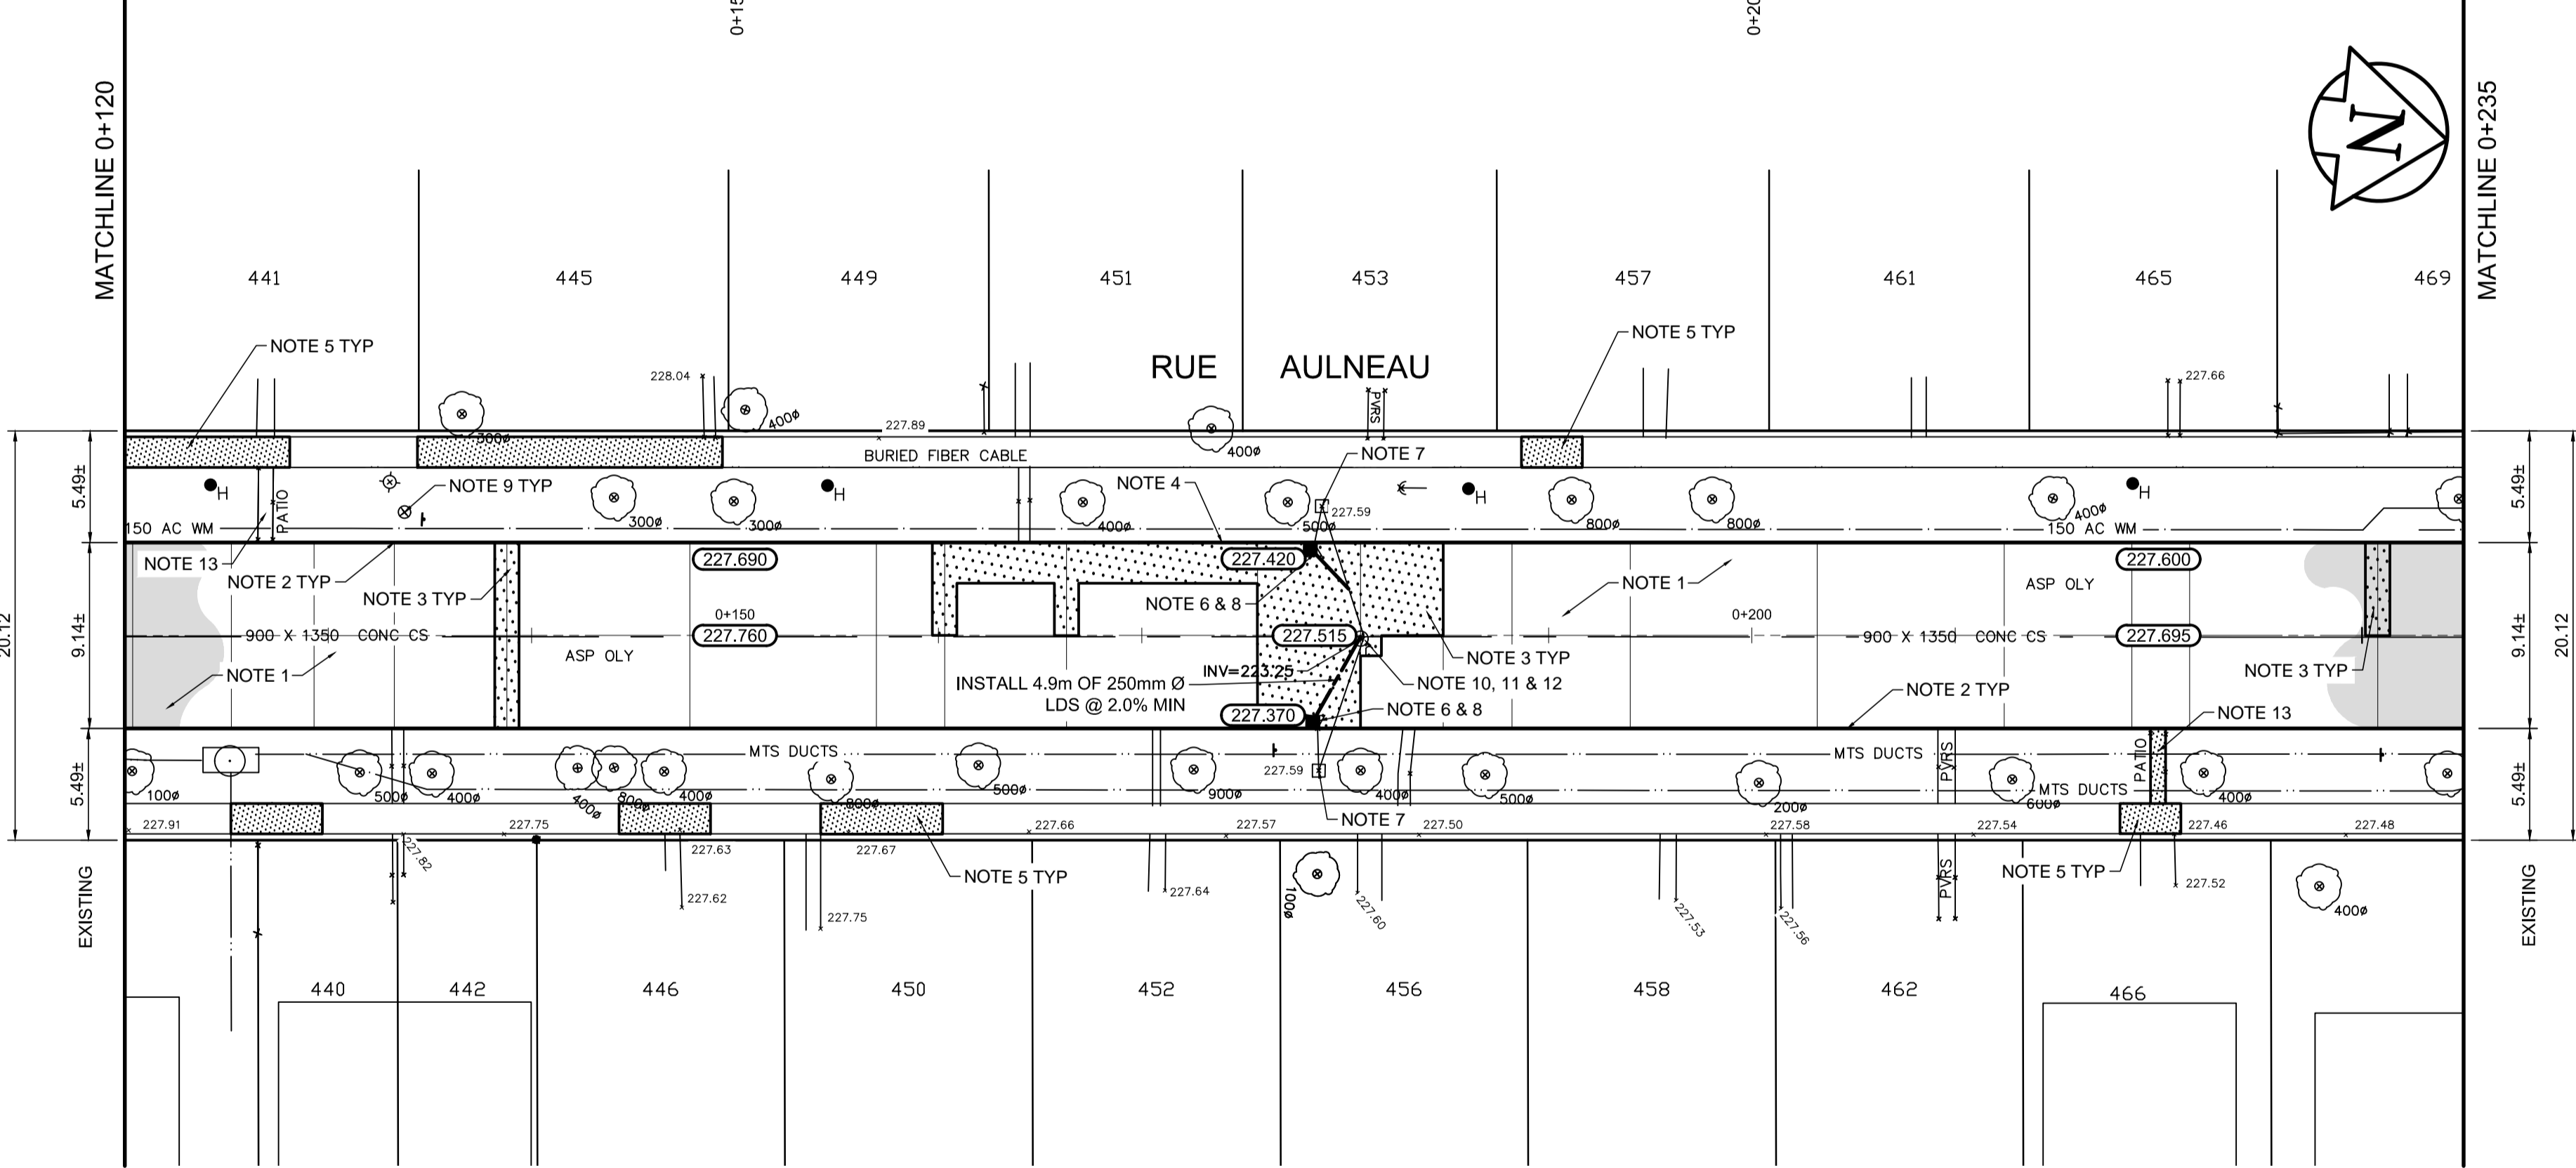 0+15
0+20
MATCHLINE 0+120
MATCHLINE 0+235
N
441
445
449
451
453
457
461
465
469
NOTE 5 TYP
NOTE 5 TYP
RUE AULNEAU
228.04
227.66
300ø
400ø
227.89
400ø
PVRS
BURIED FIBER CABLE
NOTE 7
NOTE 4
NOTE 9 TYP
H
H
H
H
PATIO
300ø
300ø
400ø
500ø
227.59
800ø
800ø
400ø
150 AC WM
150 AC WM
5.49±
5.49±
NOTE 13
NOTE 2 TYP
NOTE 3 TYP
227.690
227.420
227.600
NOTE 1
ASP OLY
NOTE 6 & 8
0+150
0+200
20.12
9.14±
900 X 1350 CONC CS
227.760
227.515
900 X 1350 CONC CS
227.695
9.14±
20.12
ASP OLY
NOTE 3 TYP
NOTE 3 TYP
NOTE 1
INV=223.25
INSTALL 4.9m OF 250mm Ø
LDS @ 2.0% MIN
NOTE 10, 11 & 12
NOTE 2 TYP
227.370
NOTE 6 & 8
NOTE 13
MTS DUCTS
MTS DUCTS
PVRS
PATIO
227.59
MTS DUCTS
5.49±
5.49±
100ø
500ø
400ø
400ø
800ø
400ø
800ø
500ø
900ø
400ø
500ø
200ø
600ø
400ø
NOTE 7
227.91
227.75
227.66
227.57
227.50
227.58
227.54
227.46
227.48
227.82
227.63
227.67
NOTE 5 TYP
NOTE 5 TYP
227.62
227.75
227.64
1000ø
227.60
227.53
227.56
PVRS
227.52
400ø
EXISTING
EXISTING
440
442
446
450
452
456
458
462
466